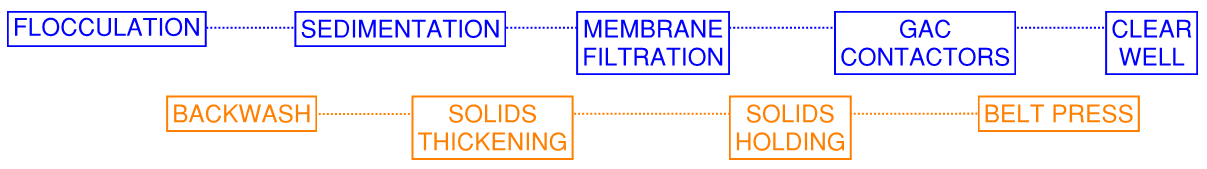 FLOCCULATION
SEDIMENTATION
MEMBRANE
FILTRATION
GAC
CONTACTORS
CLEAR
WELL
BACKWASH
SOLIDS
THICKENING
SOLIDS
HOLDING
BELT PRESS